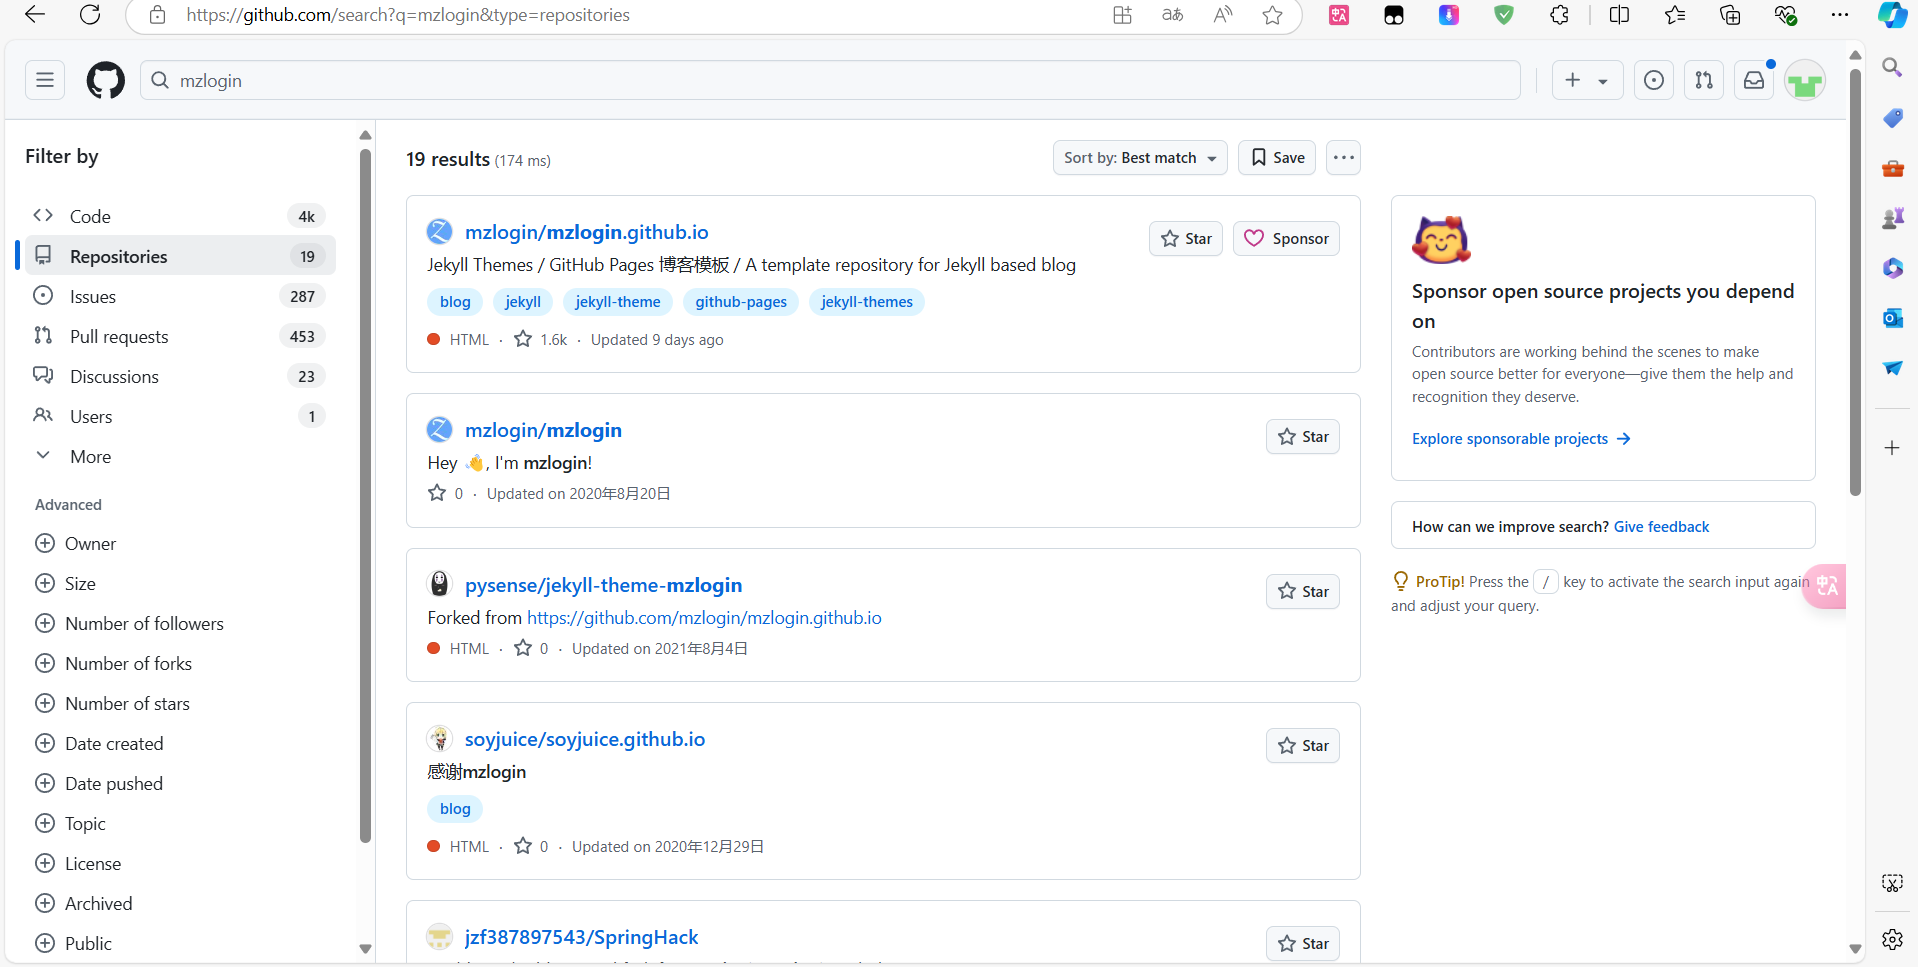 https://github.com/search?q=mzlogin&type=repositories
mzlogin
Filter by
Code 4k
Repositories 19
Issues 287
Pull requests 453
Discussions 23
Users 1
More
Advanced
Owner
Size
Number of followers
Number of forks
Number of stars
Date created
Date pushed
Topic
License
Archived
Public
19 results (174 ms)
Sort by: Best match
Save
mzlogin/mzlogin.github.io
Star
Sponsor
Jekyll Themes / GitHub Pages 博客模板 / A template repository for Jekyll based blog
blog jekyll jekyll-theme github-pages jekyll-themes
HTML · 1.6k · Updated 9 days ago
mzlogin/mzlogin
Star
Hey 👋, I'm mzlogin!
0 · Updated on 2020年8月20日
pysense/jekyll-theme-mzlogin
Star
Forked from https://github.com/mzlogin/mzlogin.github.io
HTML · 0 · Updated on 2021年8月4日
soyjuice/soyjuice.github.io
Star
感谢mzlogin
blog
HTML · 0 · Updated on 2020年12月29日
jzf387897543/SpringHack
Star
Sponsor open source projects you depend
on
Contributors are working behind the scenes to make
open source better for everyone—give them the help and
recognition they deserve.
Explore sponsorable projects →
How can we improve search? Give feedback
ProTip! Press the / key to activate the search input again
and adjust your query.